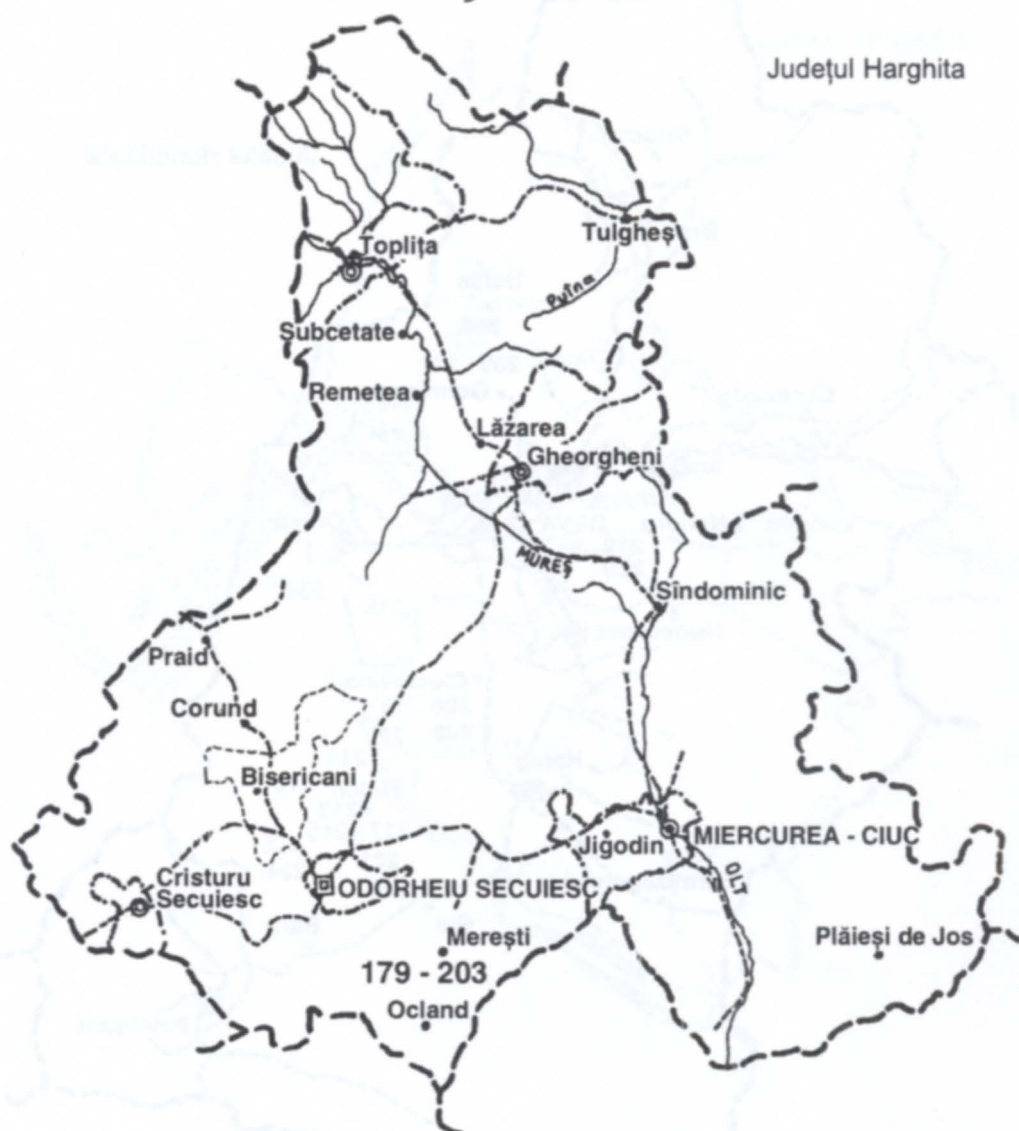 Județul Harghita
Toplița
Tulgheș
Putna
Subcetate
Remetea
Lăzarea
Gheorgheni
MUREȘ
Sîndominic
Praid
Corund
Bisericani
Jigodin
MIERCUREA - CIUC
Cristuru
Secuiesc
ODORHEIU SECUIESC
OLT
Merești
Plăieși de Jos
179 - 203
Ocland